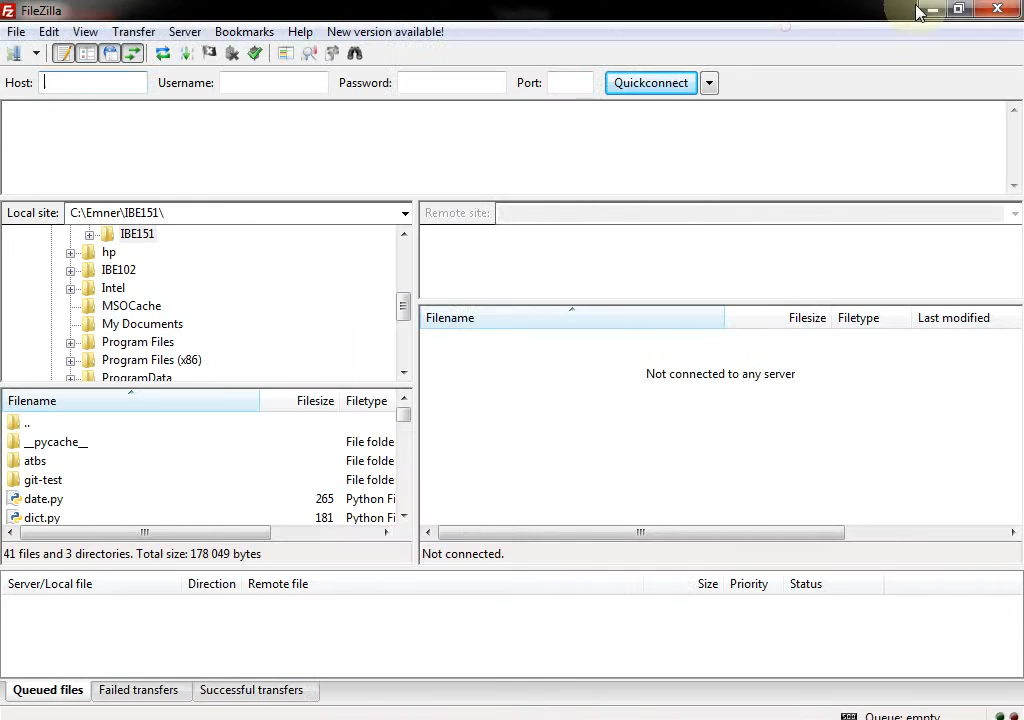 FileZilla
File Edit View Transfer Server Bookmarks Help New version available!
Host: Username: Password: Port: Quickconnect
Local site: C:\Emner\IBE151\
Remote site:
IBE151
hp
IBE102
Intel
MSOCache
My Documents
Program Files
Program Files (x86)
ProgramData
Filename Filesize Filetype Last modified
Not connected to any server
Filename Filesize Filetype
..
__pycache__ File folde
atbs File folde
git-test File folde
date.py 265 Python Fi
dict.py 181 Python Fi
41 files and 3 directories. Total size: 178 049 bytes
Not connected.
Server/Local file Direction Remote file Size Priority Status
Queued files Failed transfers Successful transfers
Queue: empty